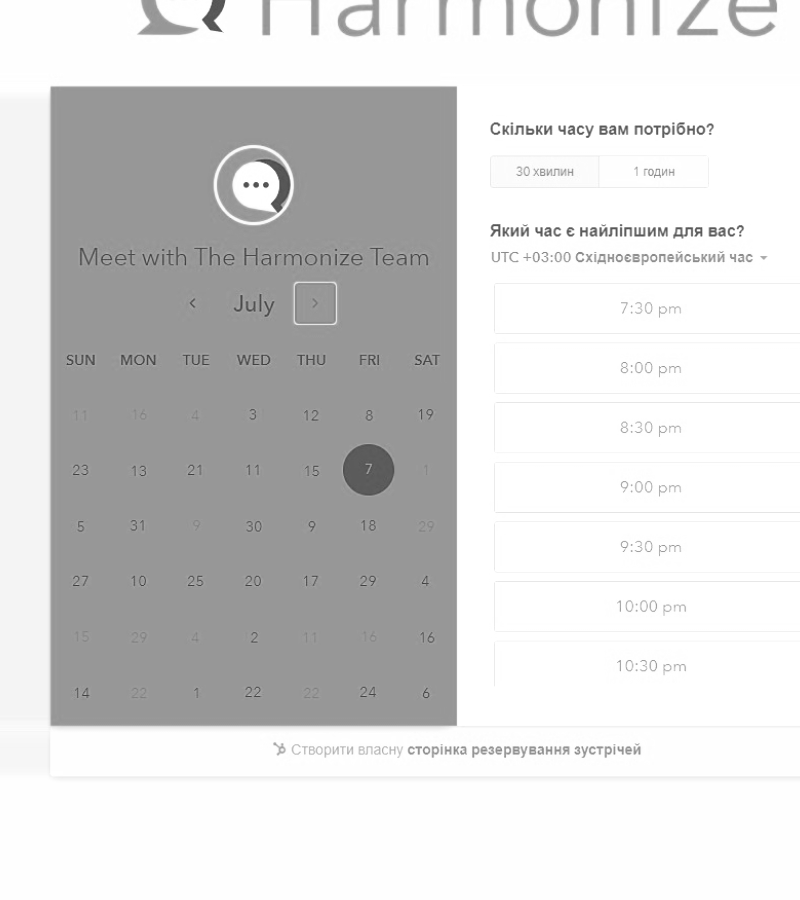 Harmonize
Meet with The Harmonize Team
July
SUN MON TUE WED THU FRI SAT
11 16 4 3 12 8 19
23 13 21 11 15 7 1
5 31 9 30 9 18 29
27 10 25 20 17 29 4
15 29 4 2 11 16 16
14 22 1 22 22 24 6
Скільки часу вам потрібно?
30 хвилин 1 годин
Який час є найліпшим для вас?
UTC +03:00 Східноєвропейський час
7:30 pm
8:00 pm
8:30 pm
9:00 pm
9:30 pm
10:00 pm
10:30 pm
Створити власну сторінка резервування зустрічей